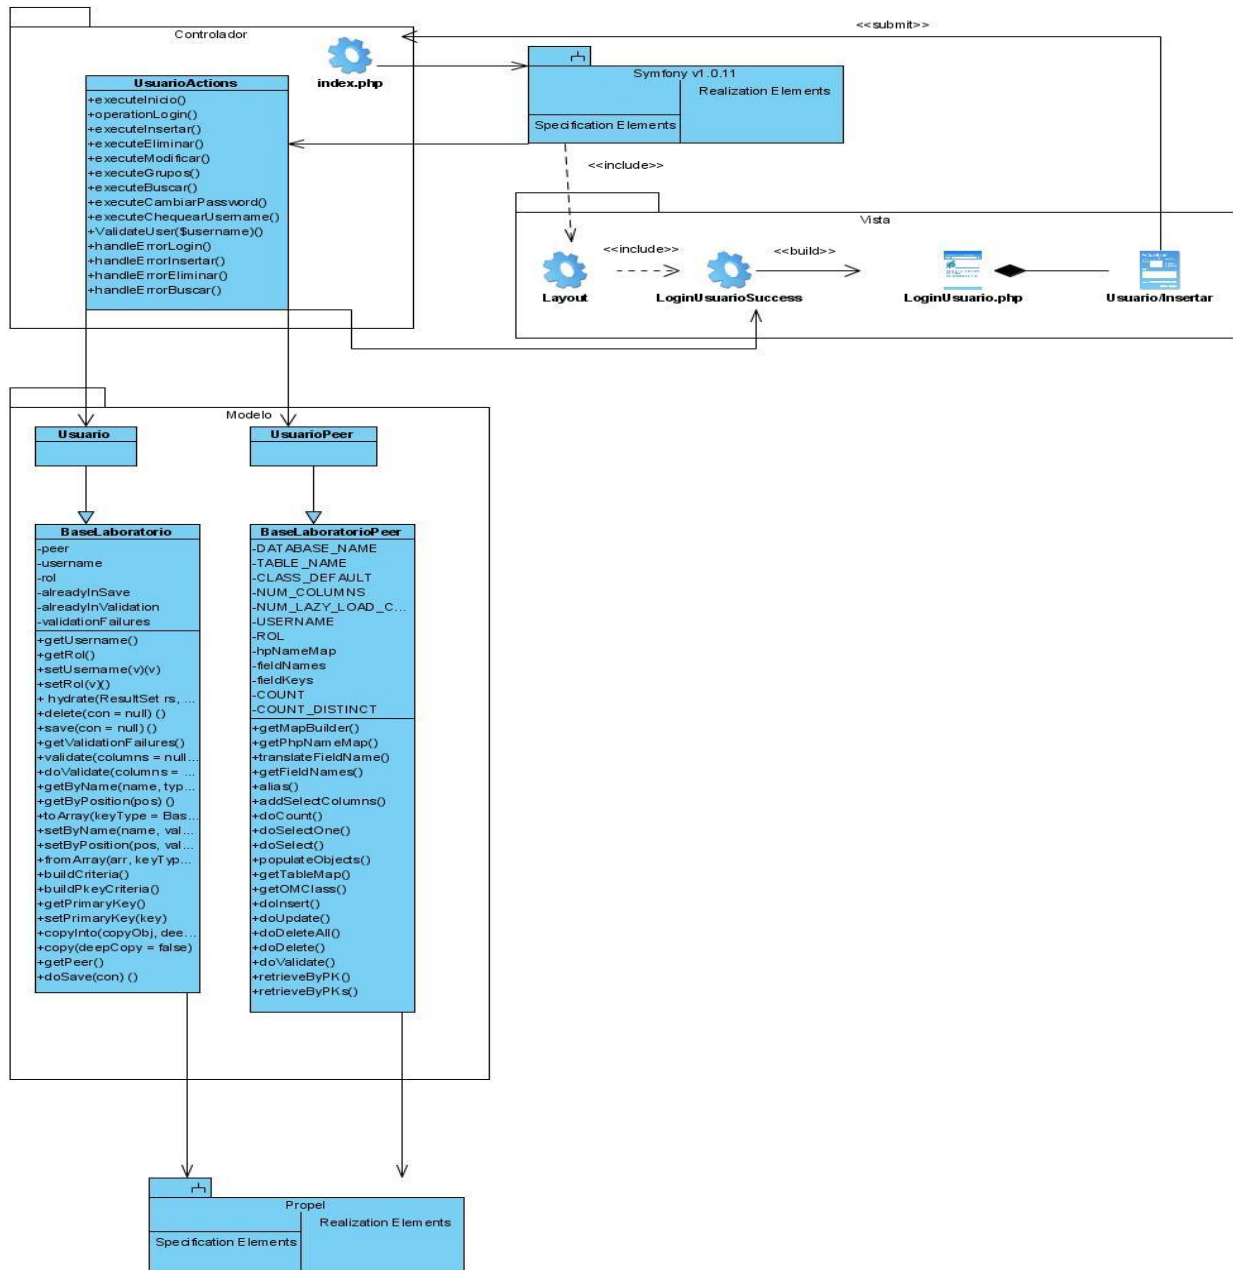 Controlador
index.php
UsuarioActions
+executeInicio()
+operationLogin()
+executeInsertar()
+executeEliminar()
+executeModificar()
+executeGrupos()
+executeBuscar()
+executeCambiarPassword()
+executeChequearUsername()
+ValidateUser($username)()
+handleErrorLogin()
+handleErrorInsertar()
+handleErrorEliminar()
+handleErrorBuscar()
<<submit>>
Symfony v1.0.11
Realization Elements
Specification Elements
<<include>>
Vista
<<include>>
<<build>>
Layout
LoginUsuarioSuccess
LoginUsuario.php
Usuario/Insertar
Modelo
Usuario
UsuarioPeer
BaseLaboratorio
-peer
-username
-rol
-alreadyInSave
-alreadyInValidation
-validationFailures
+getUsername()
+getRol()
+setUsername(v)(v)
+setRol(v)()
+ hydrate(ResultSet rs, ...
+delete(con = null) ()
+save(con = null) ()
+getValidationFailures()
+validate(columns = null...
+doValidate(columns = ...
+getByName(name, typ...
+getByPosition(pos) ()
+toArray(keyType = Bas...
+setByName(name, val...
+setByPosition(pos, val...
+fromArray(arr, keyTyp...
+buildCriteria()
+buildPkeyCriteria()
+getPrimaryKey()
+setPrimaryKey(key)
+copyInto(copyObj, dee...
+copy(deepCopy = false)
+getPeer()
+doSave(con) ()
BaseLaboratorioPeer
-DATABASE_NAME
-TABLE_NAME
-CLASS_DEFAULT
-NUM_COLUMNS
-NUM_LAZY_LOAD_C...
-USERNAME
-ROL
-hpNameMap
-fieldNames
-fieldKeys
-COUNT
-COUNT_DISTINCT
+getMapBuilder()
+getPhpNameMap()
+translateFieldName()
+getFieldNames()
+alias()
+addSelectColumns()
+doCount()
+doSelectOne()
+doSelect()
+populateObjects()
+getTableMap()
+getOMClass()
+doInsert()
+doUpdate()
+doDeleteAll()
+doDelete()
+doValidate()
+retrieveByPK()
+retrieveByPKs()
Propel
Realization Elements
Specification Elements